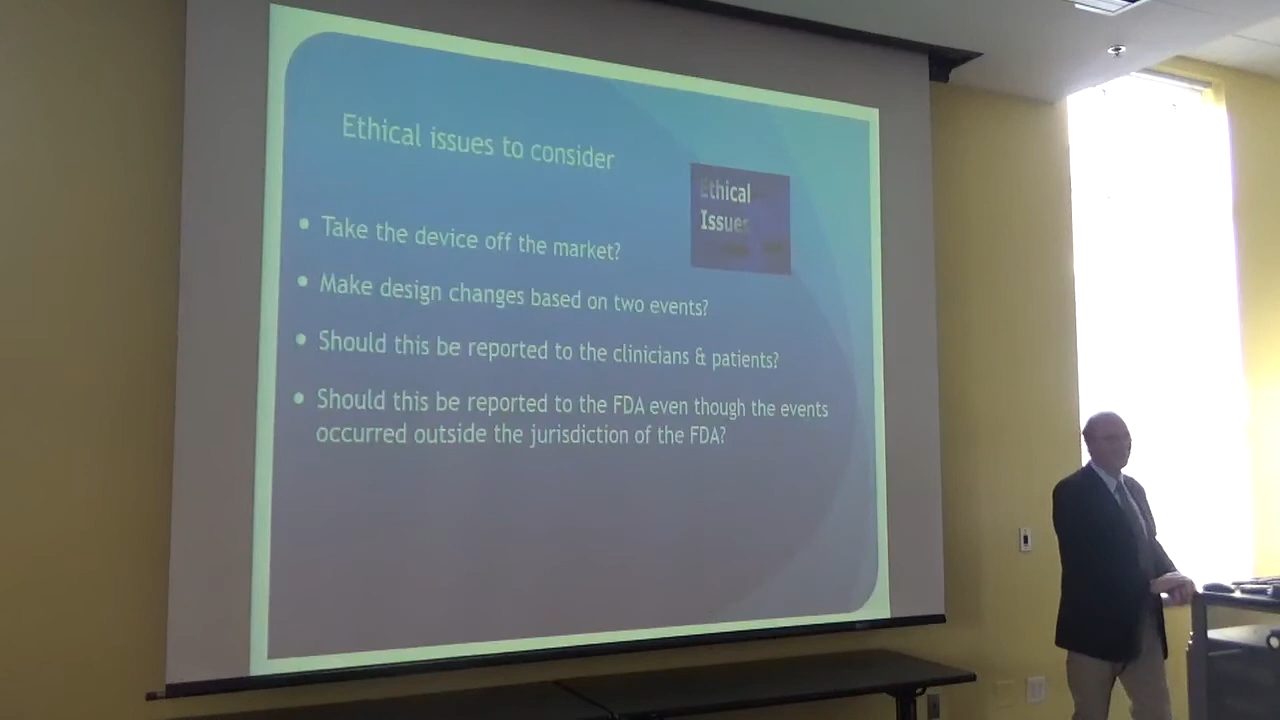 Ethical issues to consider
Ethical
Issues
• Take the device off the market?
• Make design changes based on two events?
• Should this be reported to the clinicians & patients?
• Should this be reported to the FDA even though the events
occurred outside the jurisdiction of the FDA?